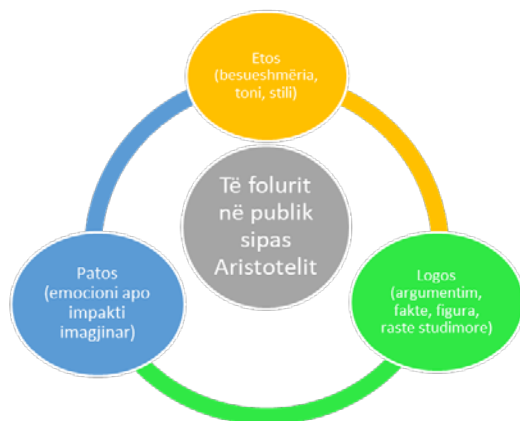 Etos
(besueshmëria,
toni, stili)
Të folurit
në publik
sipas
Aristotelit
Patos
(emocioni apo
impakti
imagjinar)
Logos
(argumentim,
fakte, figura,
raste studimore)